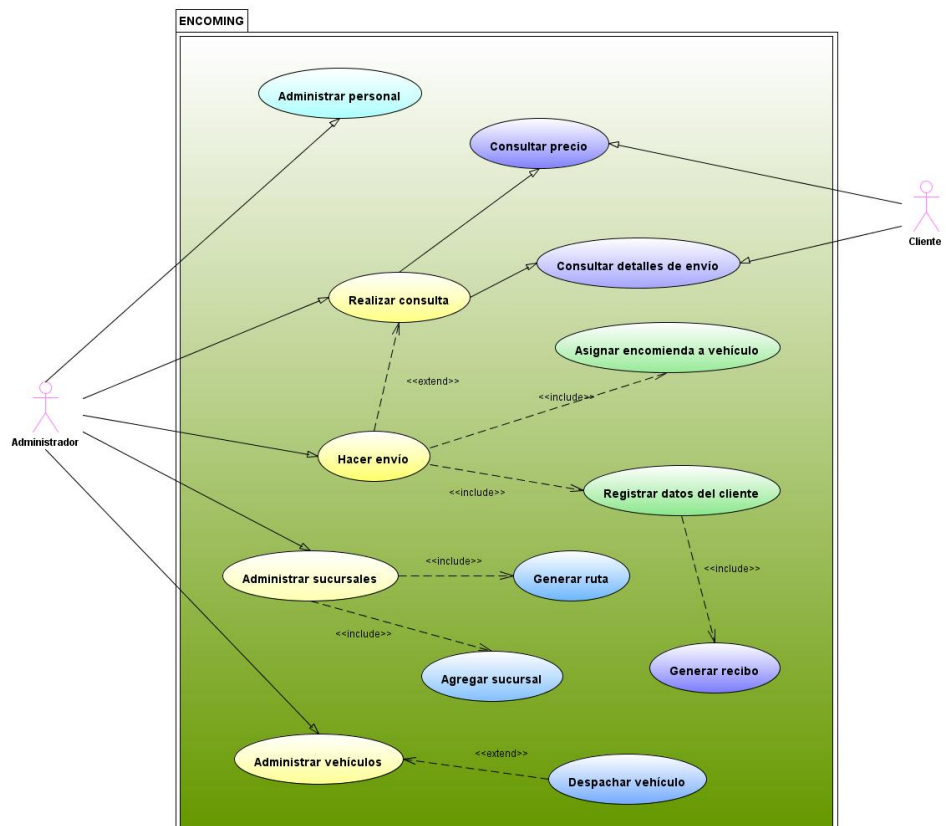 ENCOMING
Administrar personal
Consultar precio
Cliente
Consultar detalles de envío
Realizar consulta
Asignar encomienda a vehículo
<<extend>>
<<include>>
Administrador
Hacer envío
Registrar datos del cliente
<<include>>
<<include>>
Administrar sucursales
<<include>>
Generar ruta
<<include>>
Agregar sucursal
Generar recibo
Administrar vehículos
<<extend>>
Despachar vehículo